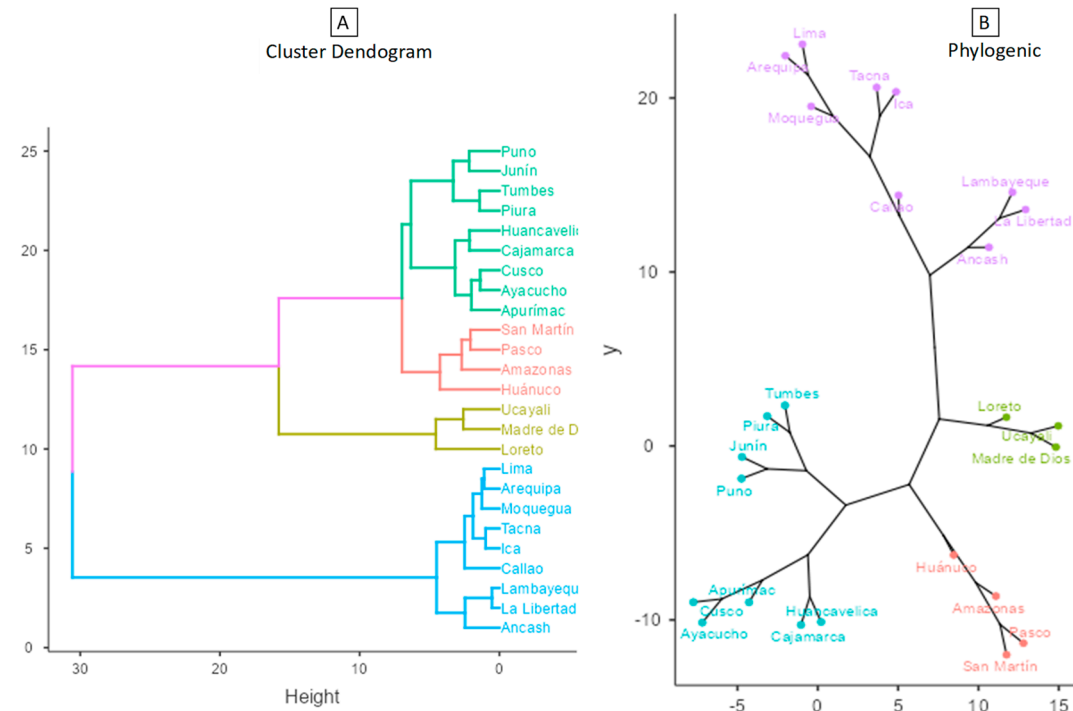 A
Cluster Dendogram
25
20
15
10
5
0
Puno
Junín
Tumbes
Piura
Huancaveli
Cajamarca
Cusco
Ayacucho
Apurímac
San Martín
Pasco
Amazonas
Huánuco
Ucayali
Madre de D
Loreto
Lima
Arequipa
Moquegua
Tacna
Ica
Callao
Lambayequ
La Libertad
Ancash
30
20
10
0
Height
B
Phylogenic
y
20
10
0
-10
Lima
Arequipa
Tacna
Ica
Moquegua
Lambayeque
Callao
La Libertad
Ancash
Tumbes
Loreto
Piura
Ucayali
Junín
Madre de Dios
Puno
Huánuco
Apurímac
Amazonas
Cusco
Huancavelica
Ayacucho
Cajamarca
Pasco
San Martín
-5
0
5
10
15